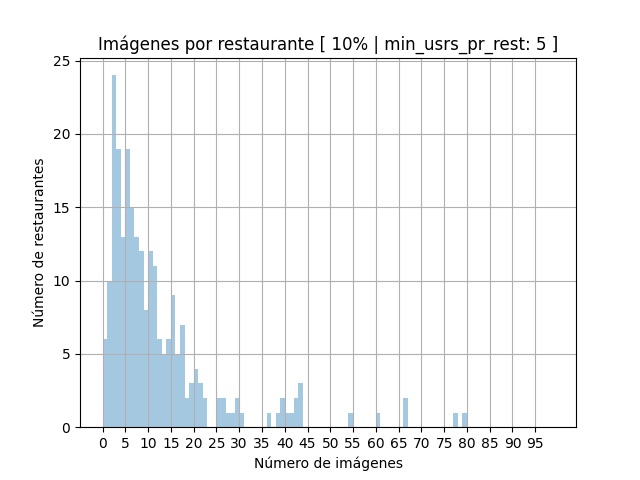 Imágenes por restaurante [ 10% | min_usrs_pr_rest: 5 ]
Número de restaurantes
25
20
15
10
5
0
0 5 10 15 20 25 30 35 40 45 50 55 60 65 70 75 80 85 90 95
Número de imágenes